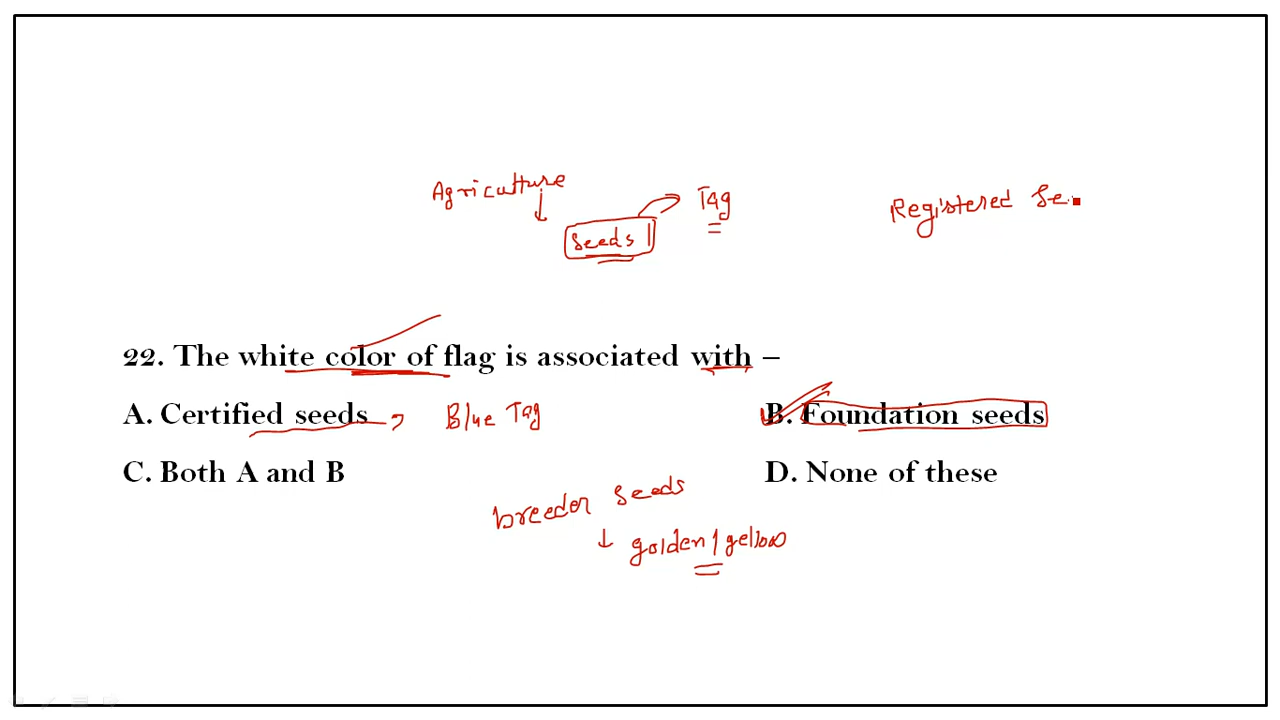 Agriculture
Seeds
Tag
Registered Se
22. The white color of flag is associated with –
A. Certified seeds
Blue Tag
B. Foundation seeds
C. Both A and B
D. None of these
breeder seeds
golden / yellow